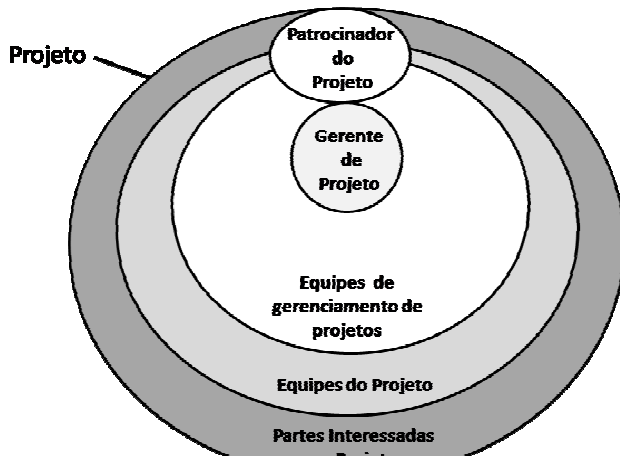 Projeto
Patrocinador
do
Projeto
Gerente
de
Projeto
Equipes de
gerenciamento de
projetos
Equipes do Projeto
Partes Interessadas